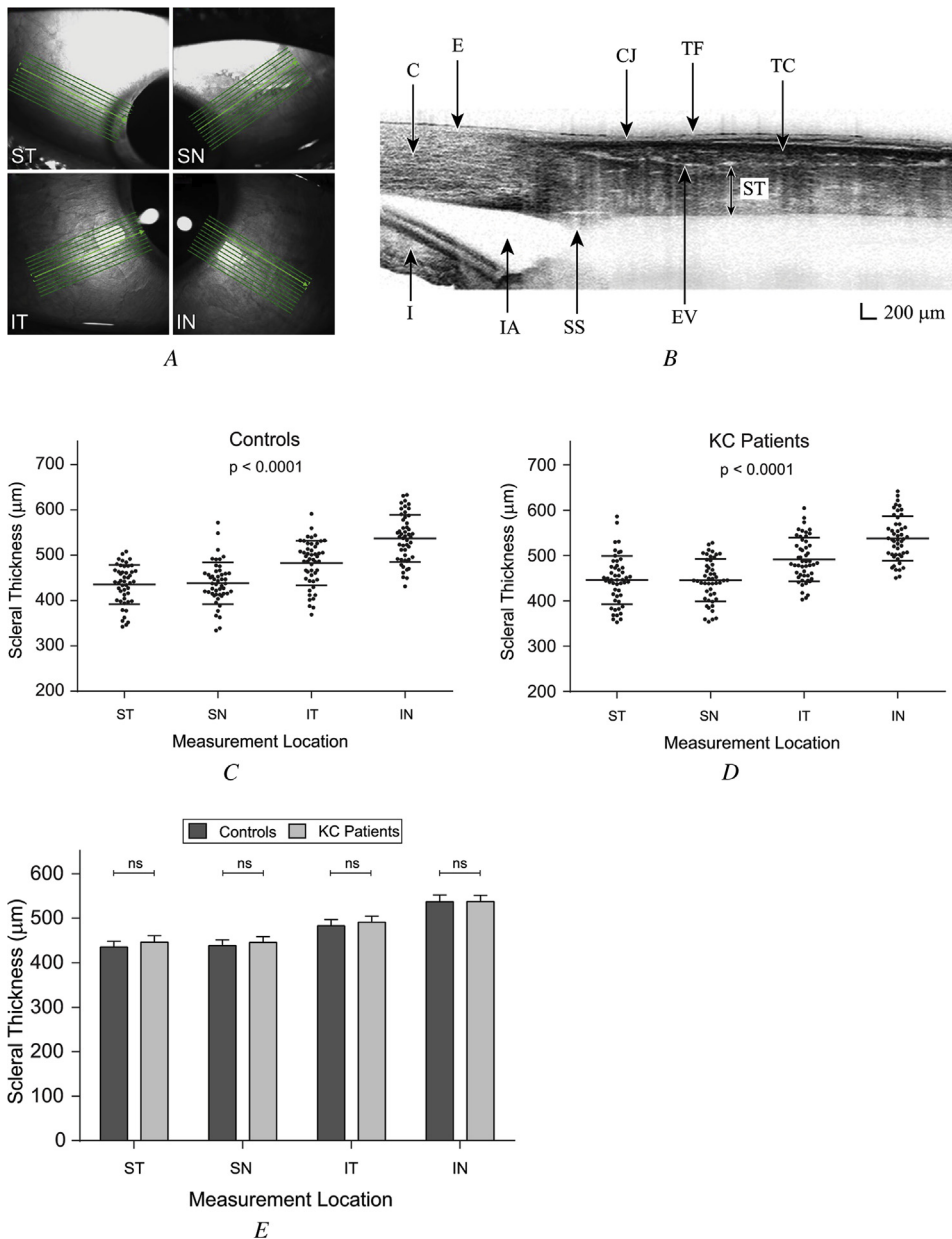 ST
SN
IT
IN
A
C
E
CJ
TF
TC
ST
I
IA
SS
EV
200 μm
B
Controls
p < 0.0001
Scleral Thickness (μm)
700
600
500
400
300
200
ST SN IT IN
Measurement Location
C
KC Patients
p < 0.0001
Scleral Thickness (μm)
700
600
500
400
300
200
ST SN IT IN
Measurement Location
D
Controls KC Patients
ns ns ns ns
Scleral Thickness (μm)
600
500
400
300
200
100
0
ST SN IT IN
Measurement Location
E